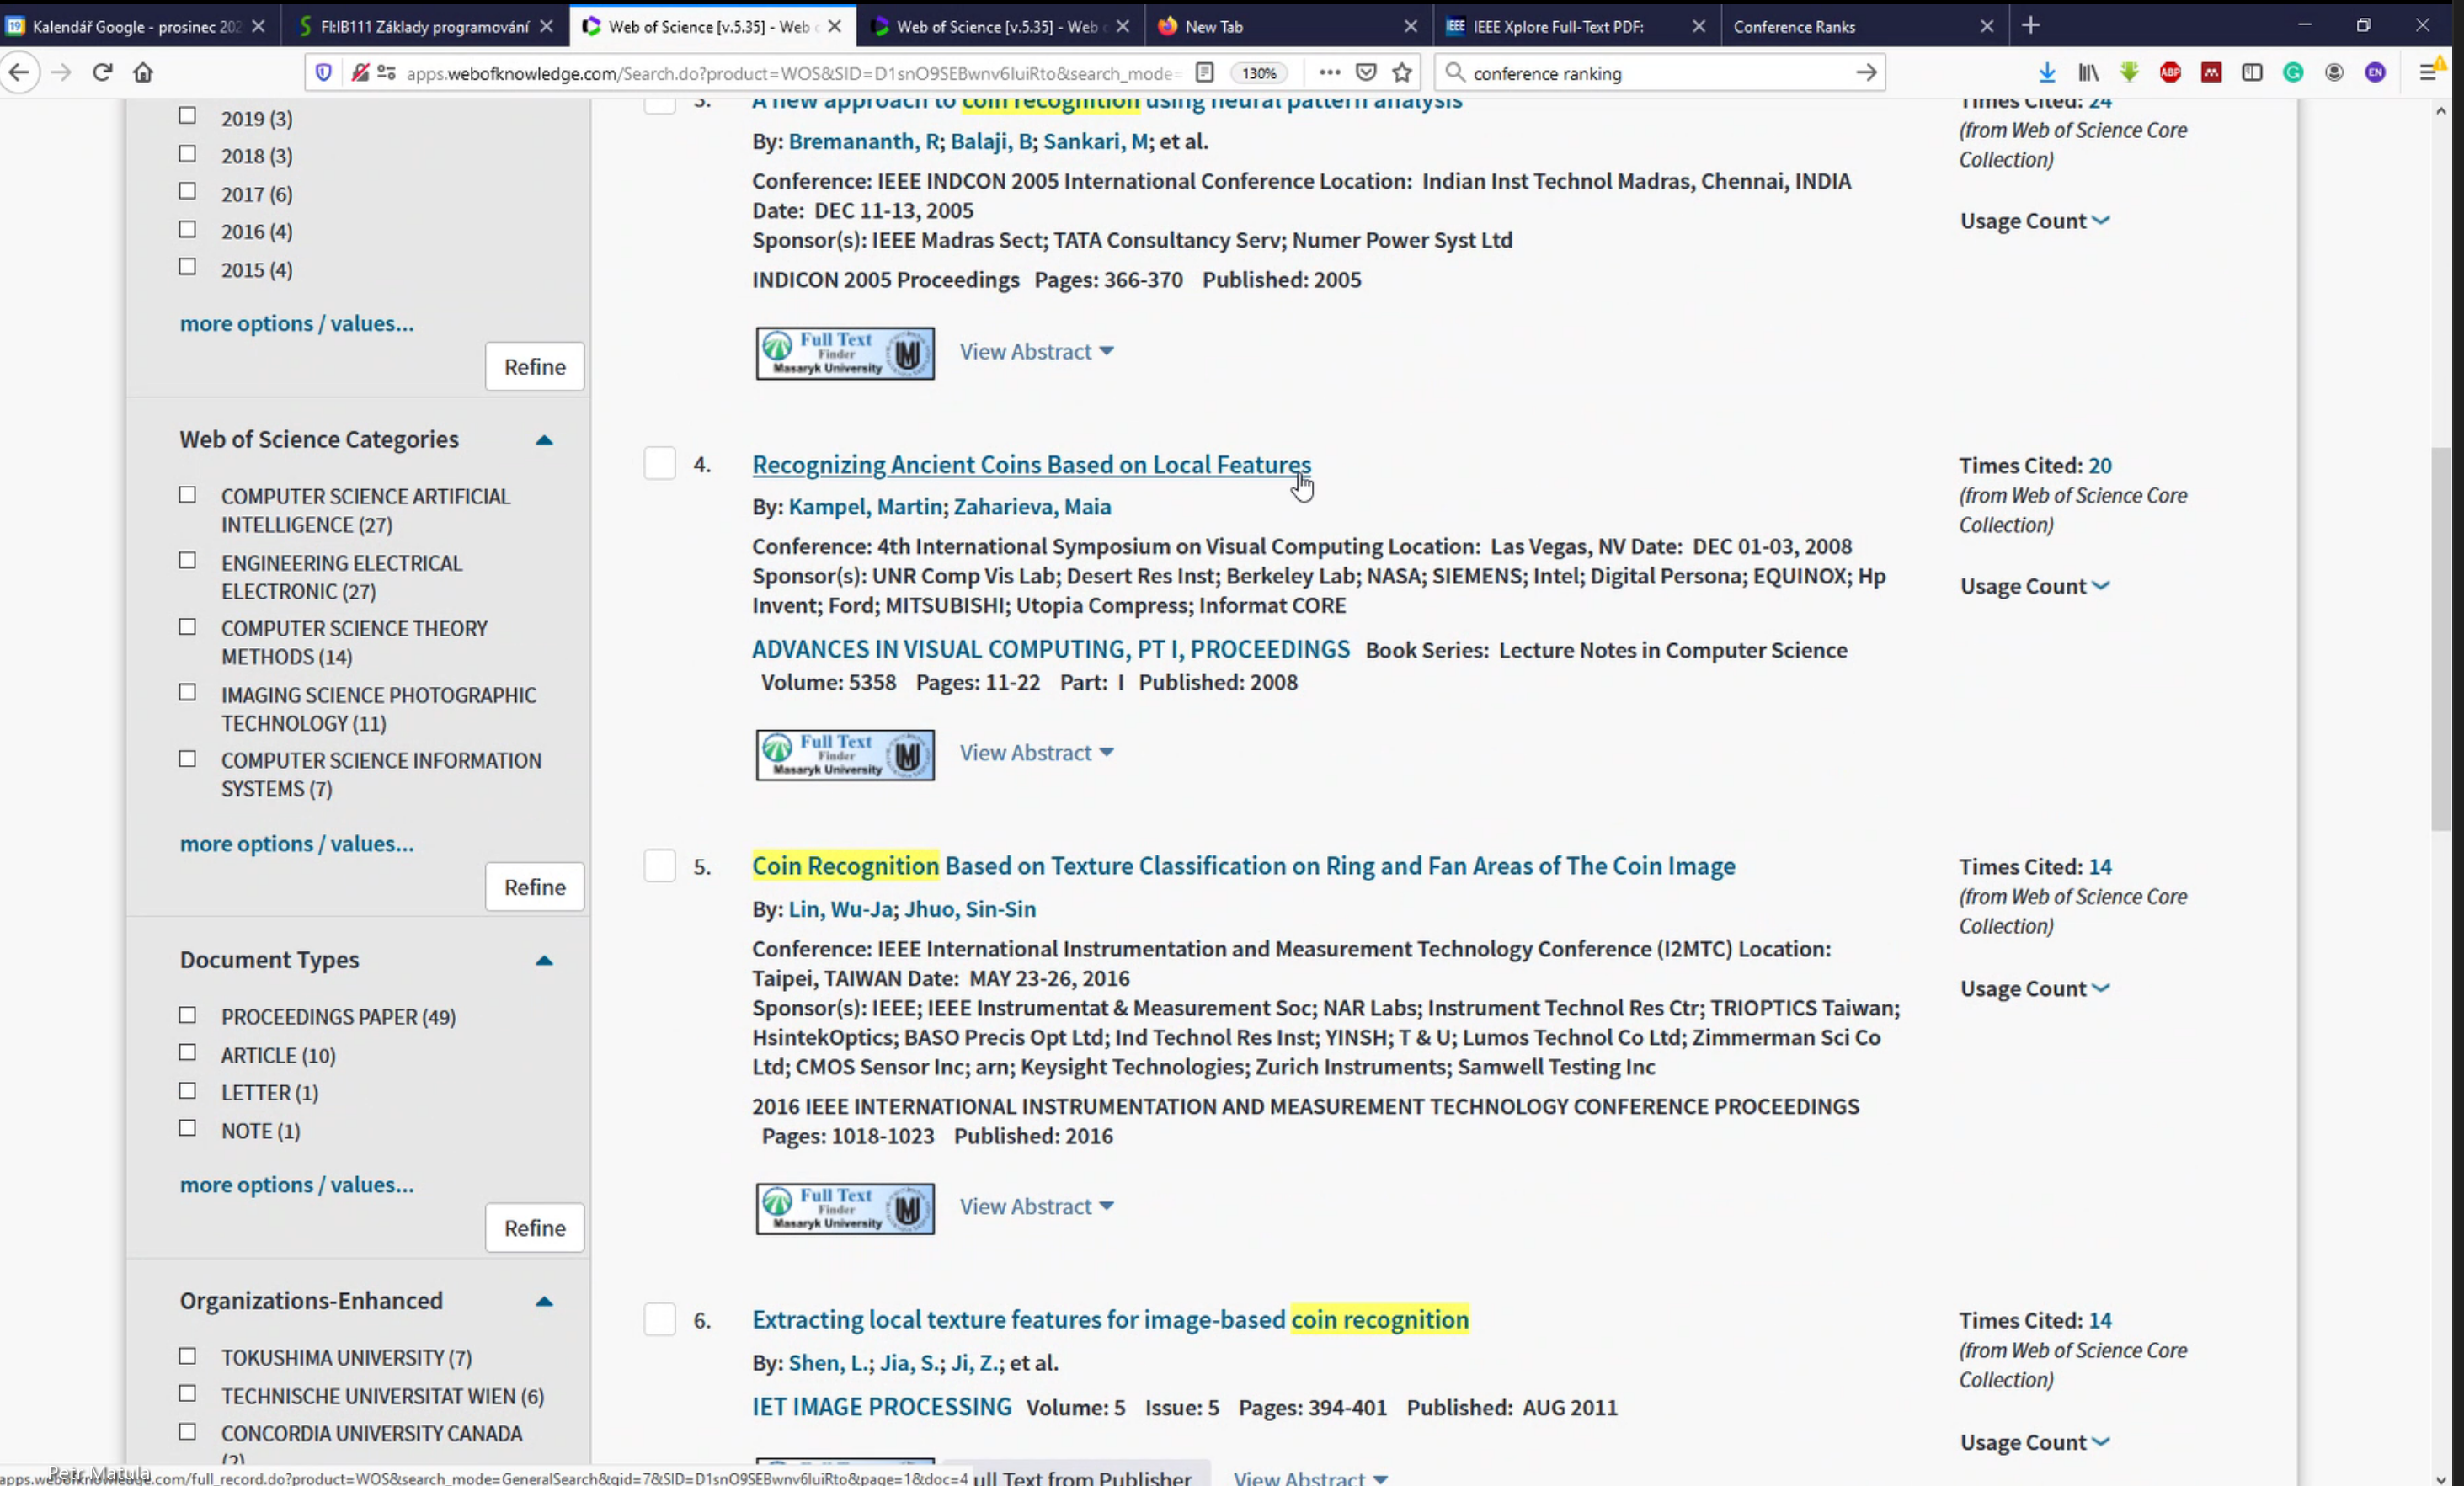 Kalendář Google - prosinec 202
FI:IB111 Základy programování
Web of Science [v.5.35] - Web
Web of Science [v.5.35] - Web
New Tab
IEEE IEEE Xplore Full-Text PDF:
Conference Ranks
apps.webofknowledge.com/Search.do?product=WOS&SID=D1snO9SEBwnv6IuiRto&search_mode=
130%
conference ranking
ABP
EN
2019 (3)
2018 (3)
2017 (6)
2016 (4)
2015 (4)
more options / values...
Refine
Web of Science Categories
COMPUTER SCIENCE ARTIFICIAL
INTELLIGENCE (27)
ENGINEERING ELECTRICAL
ELECTRONIC (27)
COMPUTER SCIENCE THEORY
METHODS (14)
IMAGING SCIENCE PHOTOGRAPHIC
TECHNOLOGY (11)
COMPUTER SCIENCE INFORMATION
SYSTEMS (7)
more options / values...
Refine
Document Types
PROCEEDINGS PAPER (49)
ARTICLE (10)
LETTER (1)
NOTE (1)
more options / values...
Refine
Organizations-Enhanced
TOKUSHIMA UNIVERSITY (7)
TECHNISCHE UNIVERSITAT WIEN (6)
CONCORDIA UNIVERSITY CANADA
(2)
3. A new approach to coin recognition using neural pattern analysis
By: Bremananth, R; Balaji, B; Sankari, M; et al.
Conference: IEEE INDCON 2005 International Conference Location: Indian Inst Technol Madras, Chennai, INDIA
Date: DEC 11-13, 2005
Sponsor(s): IEEE Madras Sect; TATA Consultancy Serv; Numer Power Syst Ltd
INDICON 2005 Proceedings Pages: 366-370 Published: 2005
Full Text
Finder
Masaryk University
View Abstract
Times Cited: 24
(from Web of Science Core
Collection)
Usage Count
4. Recognizing Ancient Coins Based on Local Features
By: Kampel, Martin; Zaharieva, Maia
Conference: 4th International Symposium on Visual Computing Location: Las Vegas, NV Date: DEC 01-03, 2008
Sponsor(s): UNR Comp Vis Lab; Desert Res Inst; Berkeley Lab; NASA; SIEMENS; Intel; Digital Persona; EQUINOX; Hp
Invent; Ford; MITSUBISHI; Utopia Compress; Informat CORE
ADVANCES IN VISUAL COMPUTING, PT I, PROCEEDINGS Book Series: Lecture Notes in Computer Science
Volume: 5358 Pages: 11-22 Part: I Published: 2008
Full Text
Finder
Masaryk University
View Abstract
Times Cited: 20
(from Web of Science Core
Collection)
Usage Count
5. Coin Recognition Based on Texture Classification on Ring and Fan Areas of The Coin Image
By: Lin, Wu-Ja; Jhuo, Sin-Sin
Conference: IEEE International Instrumentation and Measurement Technology Conference (I2MTC) Location:
Taipei, TAIWAN Date: MAY 23-26, 2016
Sponsor(s): IEEE; IEEE Instrumentat & Measurement Soc; NAR Labs; Instrument Technol Res Ctr; TRIOPTICS Taiwan;
HsintekOptics; BASO Precis Opt Ltd; Ind Technol Res Inst; YINSH; T & U; Lumos Technol Co Ltd; Zimmerman Sci Co
Ltd; CMOS Sensor Inc; arn; Keysight Technologies; Zurich Instruments; Samwell Testing Inc
2016 IEEE INTERNATIONAL INSTRUMENTATION AND MEASUREMENT TECHNOLOGY CONFERENCE PROCEEDINGS
Pages: 1018-1023 Published: 2016
Full Text
Finder
Masaryk University
View Abstract
Times Cited: 14
(from Web of Science Core
Collection)
Usage Count
6. Extracting local texture features for image-based coin recognition
By: Shen, L.; Jia, S.; Ji, Z.; et al.
IET IMAGE PROCESSING Volume: 5 Issue: 5 Pages: 394-401 Published: AUG 2011
ull Text from Publisher
View Abstract
Times Cited: 14
(from Web of Science Core
Collection)
Usage Count
Petr Matula
apps.webofknowledge.com/full_record.do?product=WOS&search_mode=GeneralSearch&qid=7&SID=D1snO9SEBwnv6IuiRto&page=1&doc=4